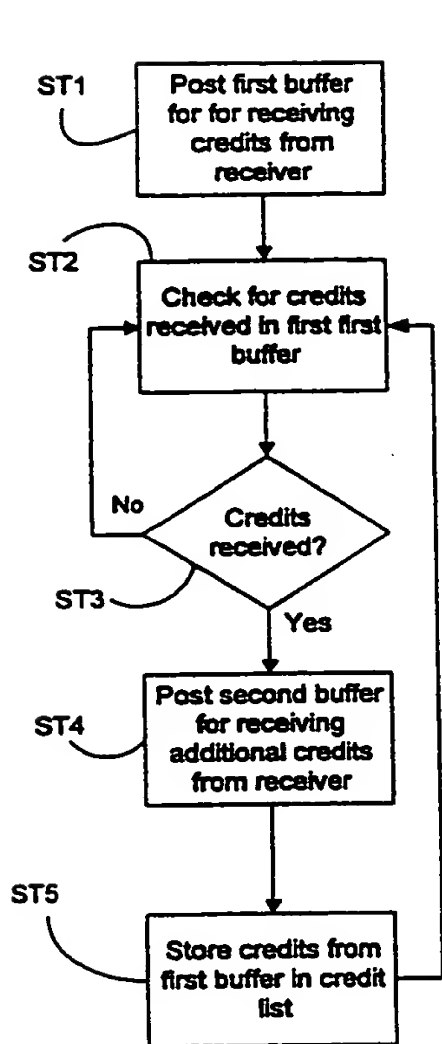 ST1
Post first buffer
for for receiving
credits from
receiver
ST2
Check for credits
received in first first
buffer
No
Credits
received?
ST3
Yes
Post second buffer
for receiving
additional credits
from receiver
ST4
ST5
Store credits from
first buffer in credit
list